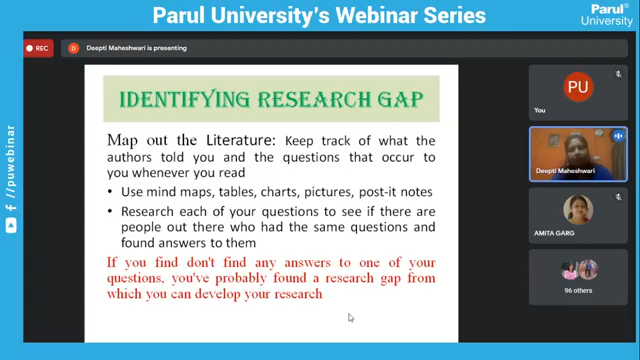 Parul University's Webinar Series
Parul®
University
REC
D
Deepti Maheshwari is presenting
IDENTIFYING RESEARCH GAP
Map out the Literature: Keep track of what the
authors told you and the questions that occur to
you whenever you read
• Use mind maps, tables, charts, pictures, post-it notes
• Research each of your questions to see if there are
people out there who had the same questions and
found answers to them
If you find don't find any answers to one of your
questions, you've probably found a research gap from
which you can develop your research
PU
You
Deepti Maheshwari
AMITA GARG
96 others
/puwebinar